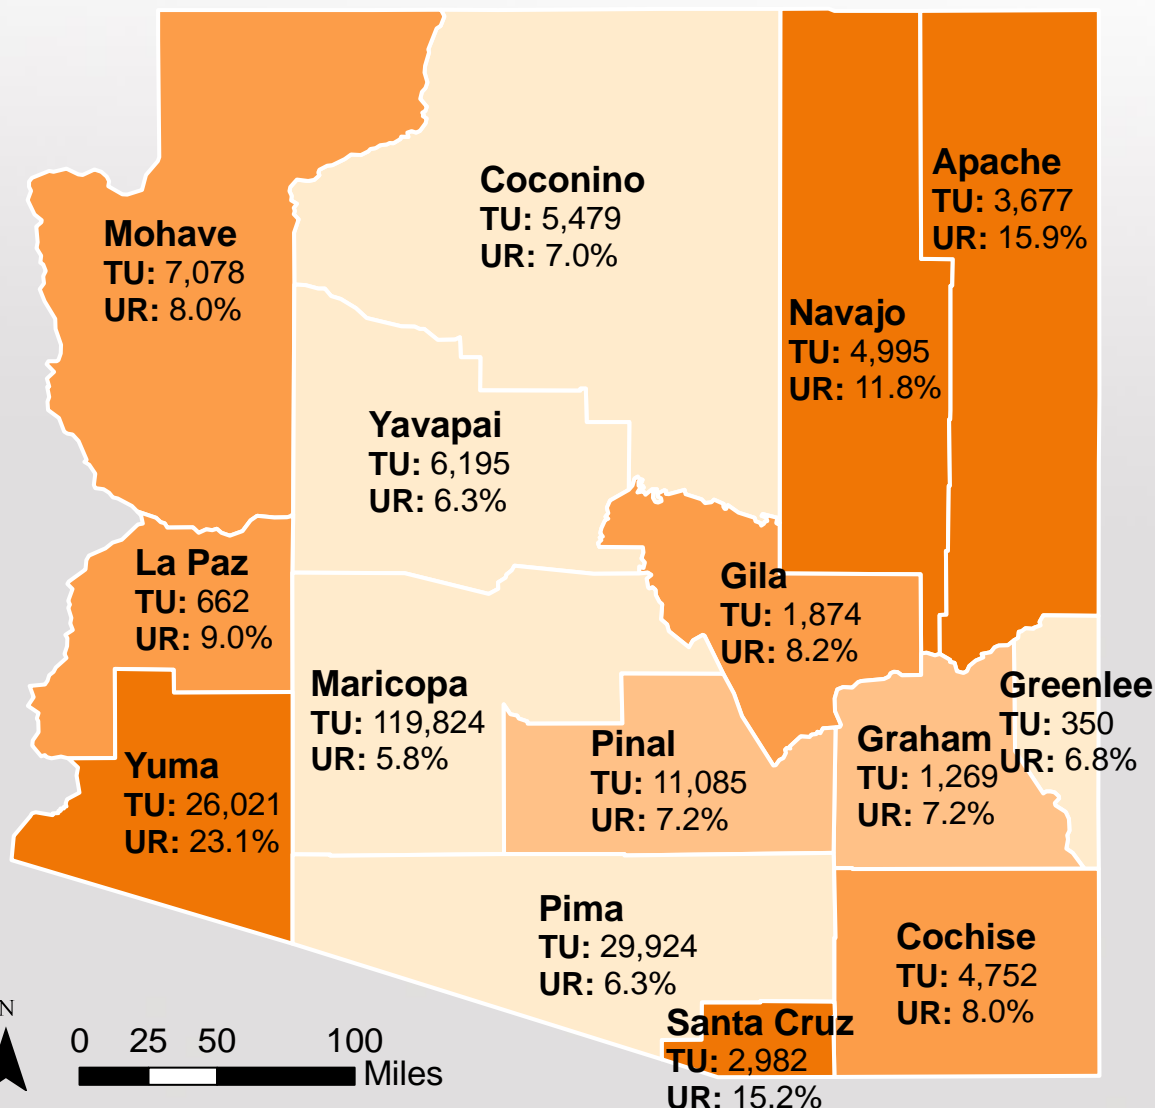 Coconino
TU: 5,479
UR: 7.0%
Apache
TU: 3,677
UR: 15.9%
Mohave
TU: 7,078
UR: 8.0%
Navajo
TU: 4,995
UR: 11.8%
Yavapai
TU: 6,195
UR: 6.3%
La Paz
TU: 662
UR: 9.0%
Gila
TU: 1,874
UR: 8.2%
Maricopa
TU: 119,824
UR: 5.8%
Greenlee
TU: 350
UR: 6.8%
Pinal
TU: 11,085
UR: 7.2%
Graham
TU: 1,269
UR: 7.2%
Yuma
TU: 26,021
UR: 23.1%
Pima
TU: 29,924
UR: 6.3%
Cochise
TU: 4,752
UR: 8.0%
Santa Cruz
TU: 2,982
UR: 15.2%
N
0 25 50 100
Miles